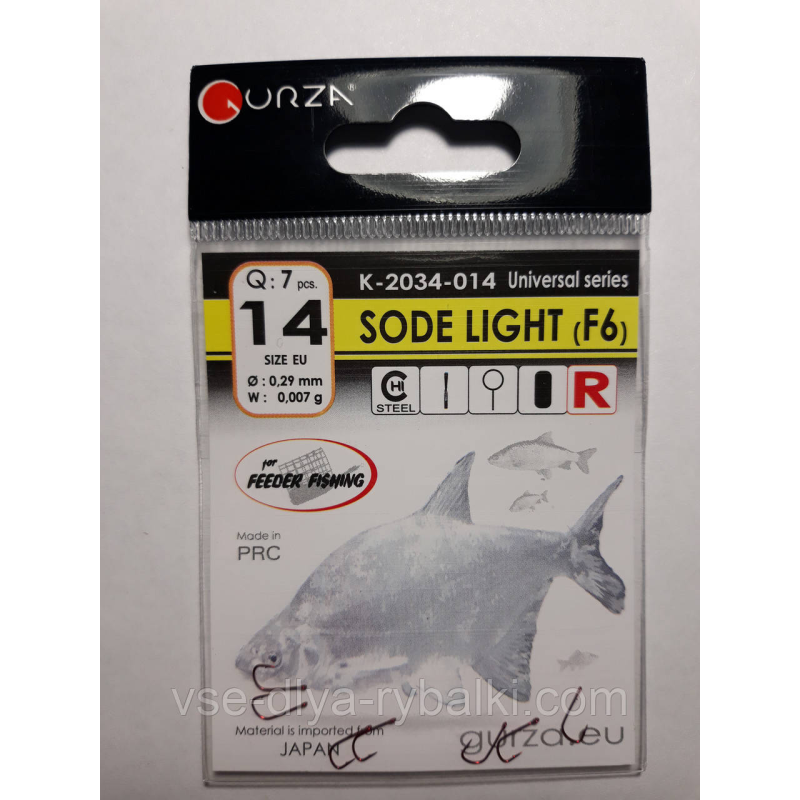 GURZA®
Q: 7 pcs.
14
SIZE EU
Ø : 0,29 mm
W : 0,007 g
K-2034-014 Universal series
SODE LIGHT (F6)
CHI
STEEL
R
for
FEEDER FISHING
Made in
PRC
vse-dlya-rybalki.com
Material is imported from
JAPAN
gurza.eu